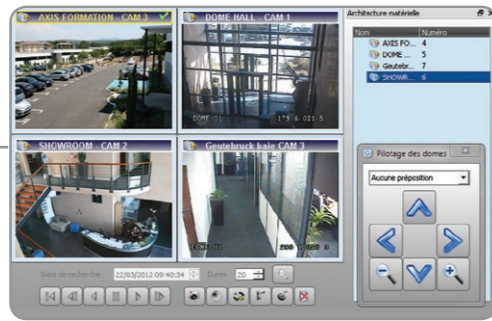 AXIS FORMATION - CAM 3
DOME HALL - CAM 1
DOME 01
SHOWROOM - CAM 2
Geutebruck baie CAM 3
Architecture matérielle
Nom Numéro
AXIS FO... 4
DOME ... 5
Geutebr... 7
SHOWR... 6
Pilotage des domes
Aucune préposition
Date de recherche : 22/03/2012 09:40:34 Durée 20